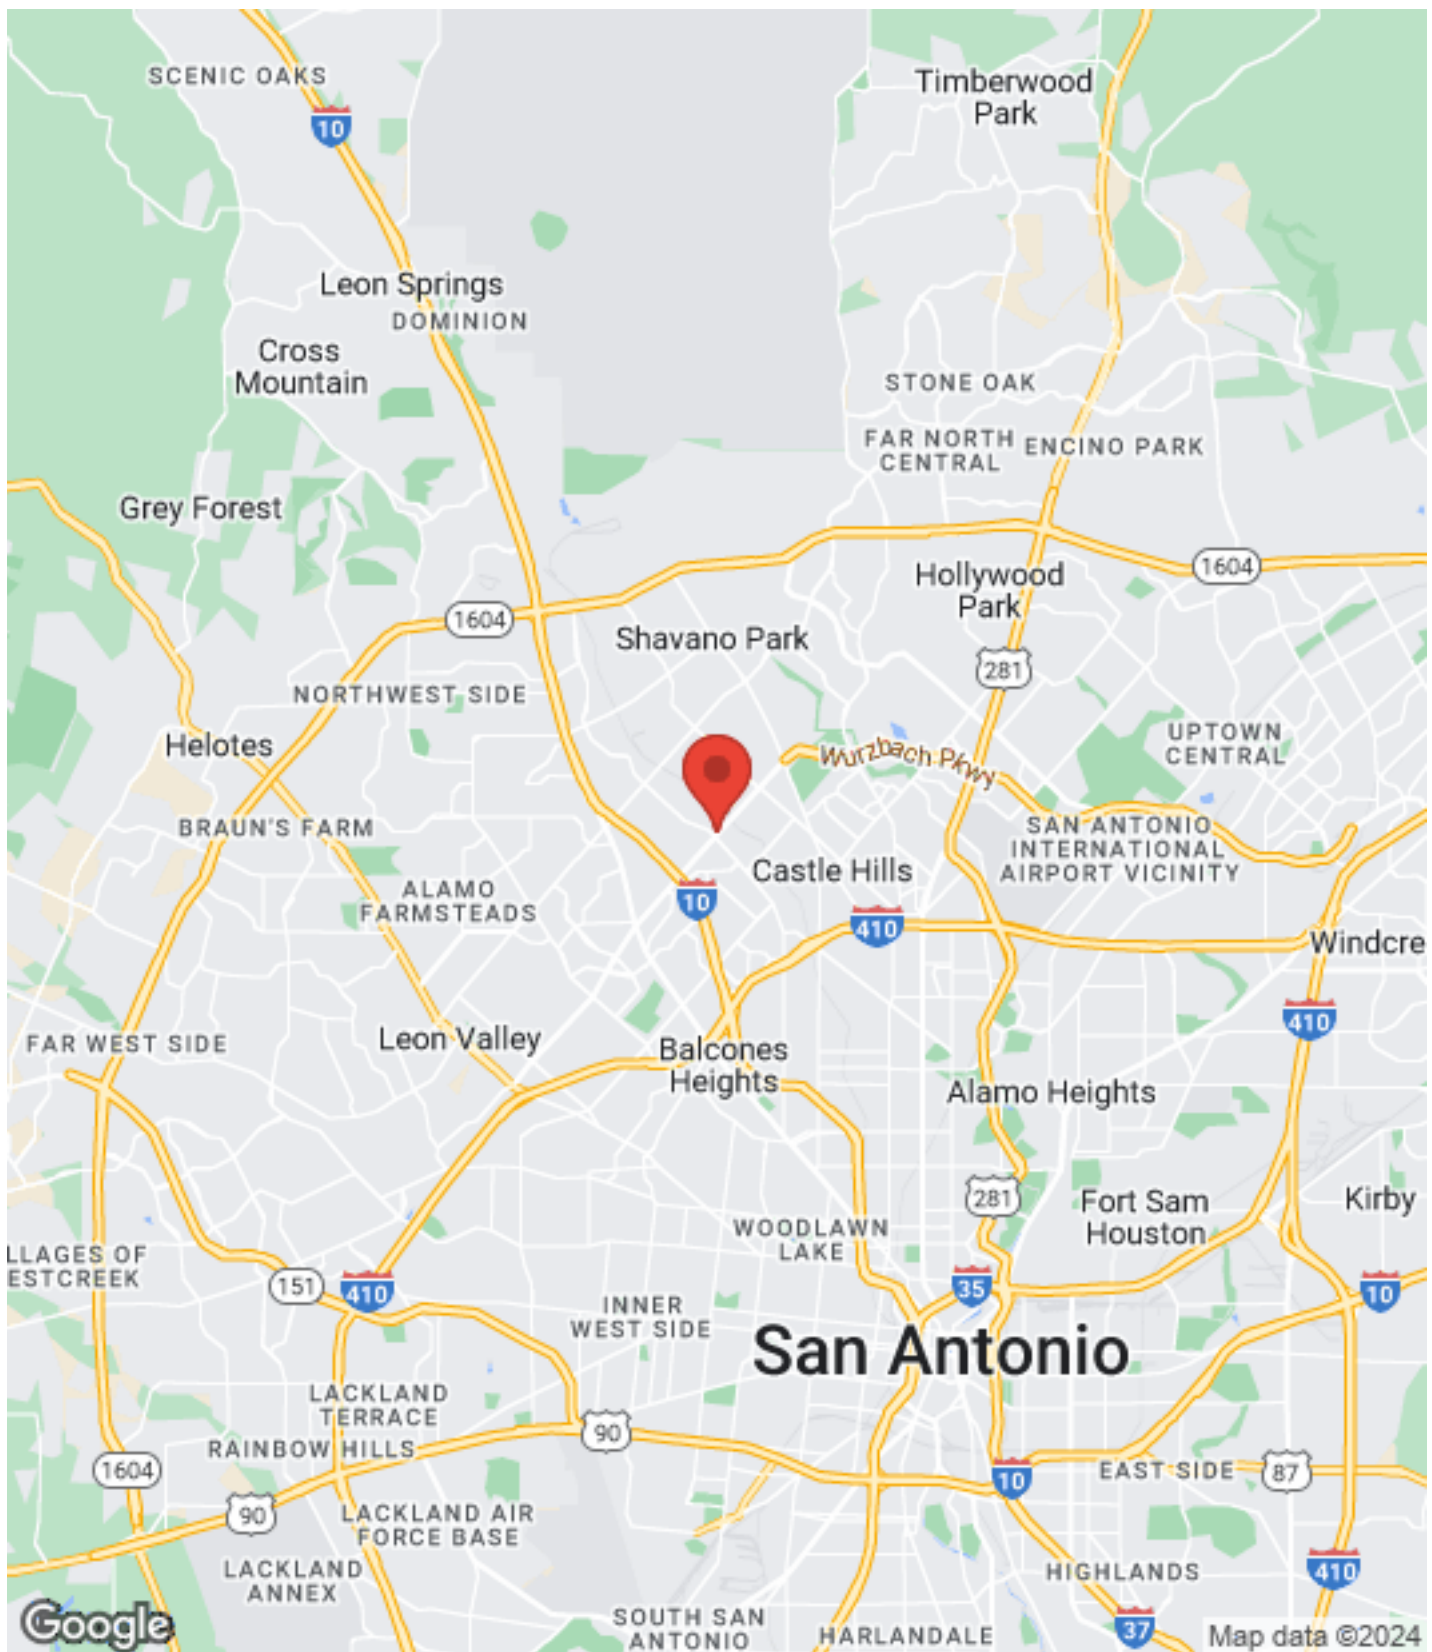 SCENIC OAKS
10
Timberwood
Park
Leon Springs
DOMINION
Cross
Mountain
STONE OAK
FAR NORTH
CENTRAL
ENCINO PARK
Grey Forest
1604
Hollywood
Park
1604
Shavano Park
281
NORTHWEST SIDE
Helotes
UPTOWN
CENTRAL
Wurzbach Pkwy
BRAUN'S FARM
SAN ANTONIO
INTERNATIONAL
AIRPORT VICINITY
Castle Hills
ALAMO
FARMSTEADS
10
410
Windcre
410
FAR WEST SIDE
Leon Valley
Balcones
Heights
Alamo Heights
281
Fort Sam
Houston
Kirby
WOODLAWN
LAKE
LLAGES OF
ESTCREEK
151
410
35
10
INNER
WEST SIDE
San Antonio
LACKLAND
TERRACE
90
RAINBOW HILLS
1604
10
EAST SIDE
87
90
LACKLAND AIR
FORCE BASE
LACKLAND
ANNEX
HIGHLANDS
410
Google
SOUTH SAN
ANTONIO
HARLANDALE
37
Map data ©2024